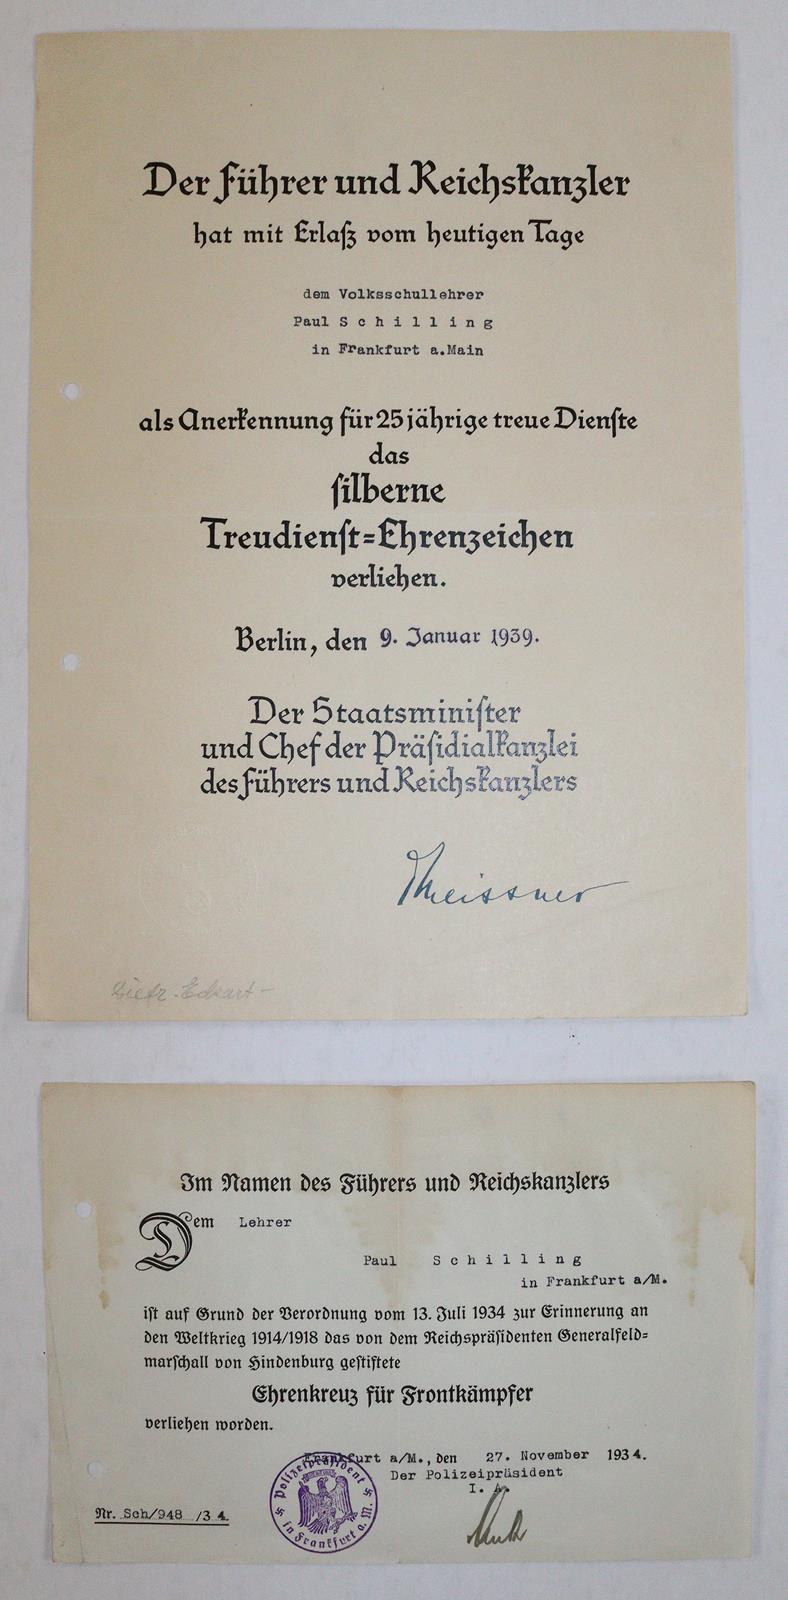 Der Führer und Reichskanzler
hat mit Erlaß vom heutigen Tage
dem Volksschullehrer
Paul S c h i l l i n g
in Frankfurt a.Main
als Anerkennung für 25 jährige treue Dienste
das
silberne
Treudienst=Ehrenzeichen
verliehen.
Berlin, den 9. Januar 1939.
Der Staatsminister
und Chef der Präsidialkanzlei
des Führers und Reichskanzlers
Meissner
Dietr. Eckart-
Im Namen des Führers und Reichskanzlers
Dem Lehrer
Paul S c h i l l i n g
in Frankfurt a/M.
ist auf Grund der Verordnung vom 13. Juli 1934 zur Erinnerung an
den Weltkrieg 1914/1918 das von dem Reichspräsidenten Generalfeld=
marschall von Hindenburg gestiftete
Ehrenkreuz für Frontkämpfer
verliehen worden.
Frankfurt a/M., den 27. November 1934.
Der Polizeipräsident
I. A.
Polizeipräsident
in Frankfurt a. M.
Nr. Sch/948 /34.